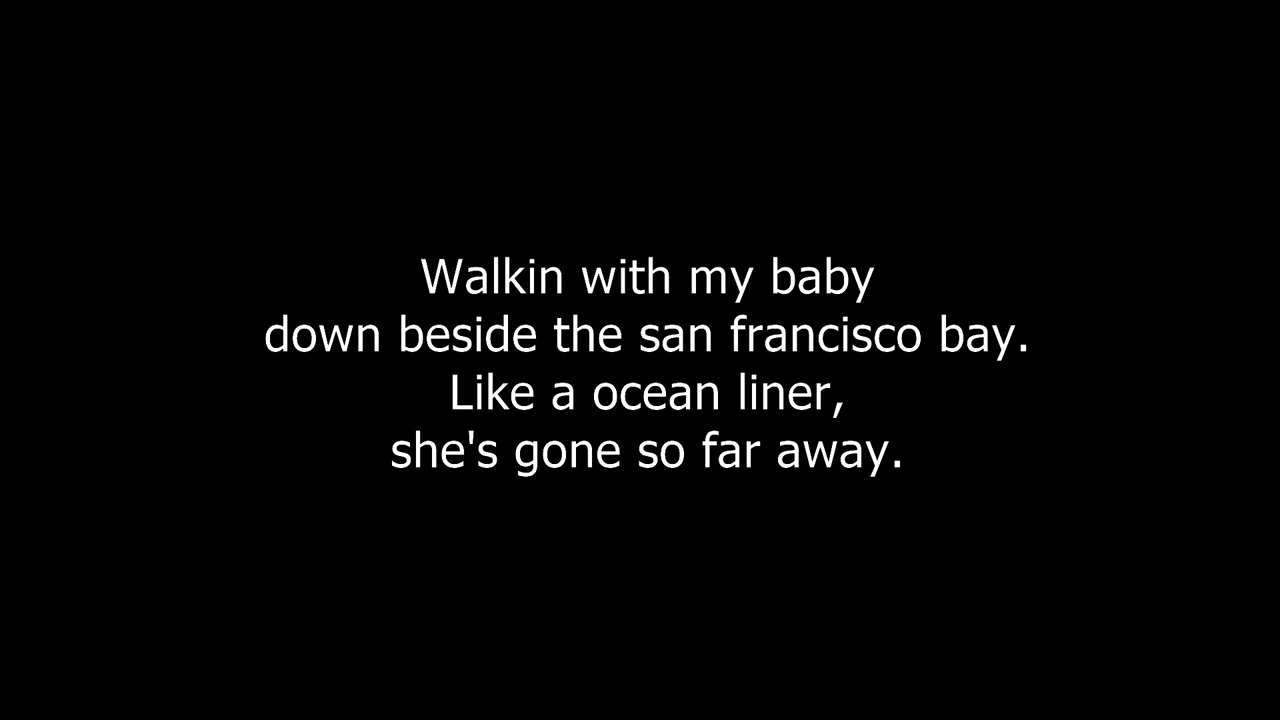 Walkin with my baby
down beside the san francisco bay.
Like a ocean liner,
she's gone so far away.